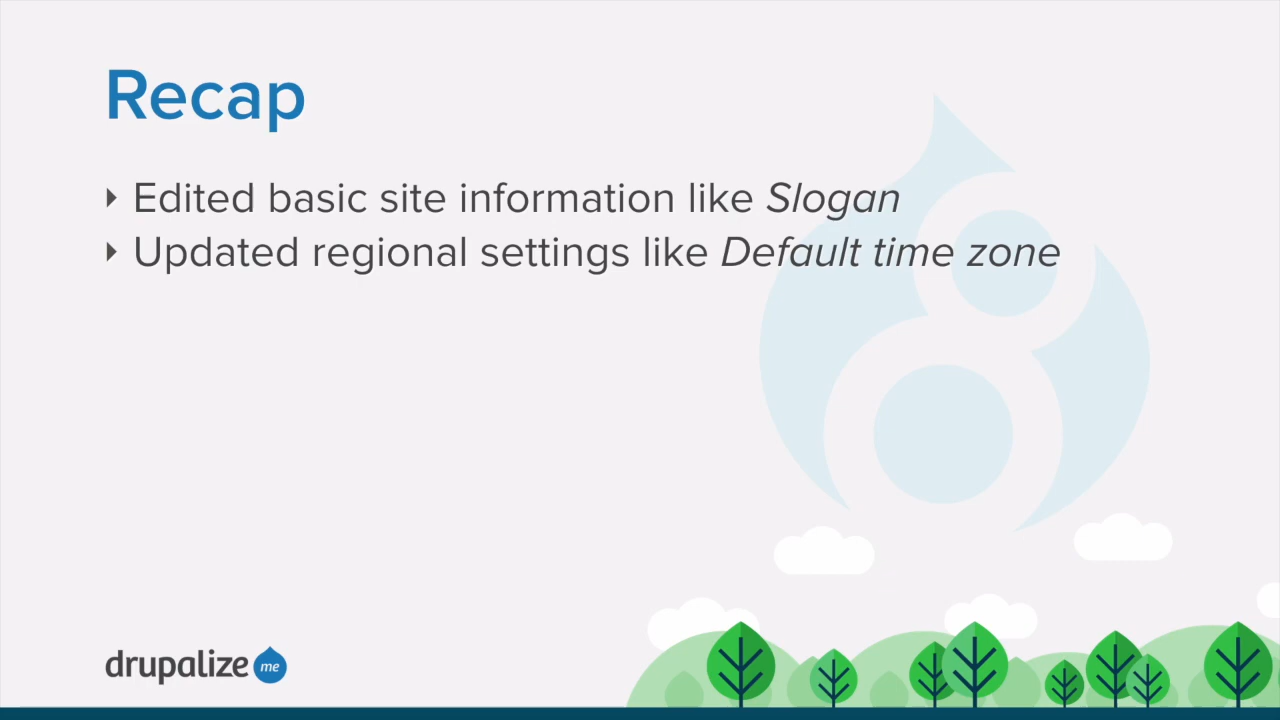 Recap
Edited basic site information like Slogan
Updated regional settings like Default time zone
drupalize me